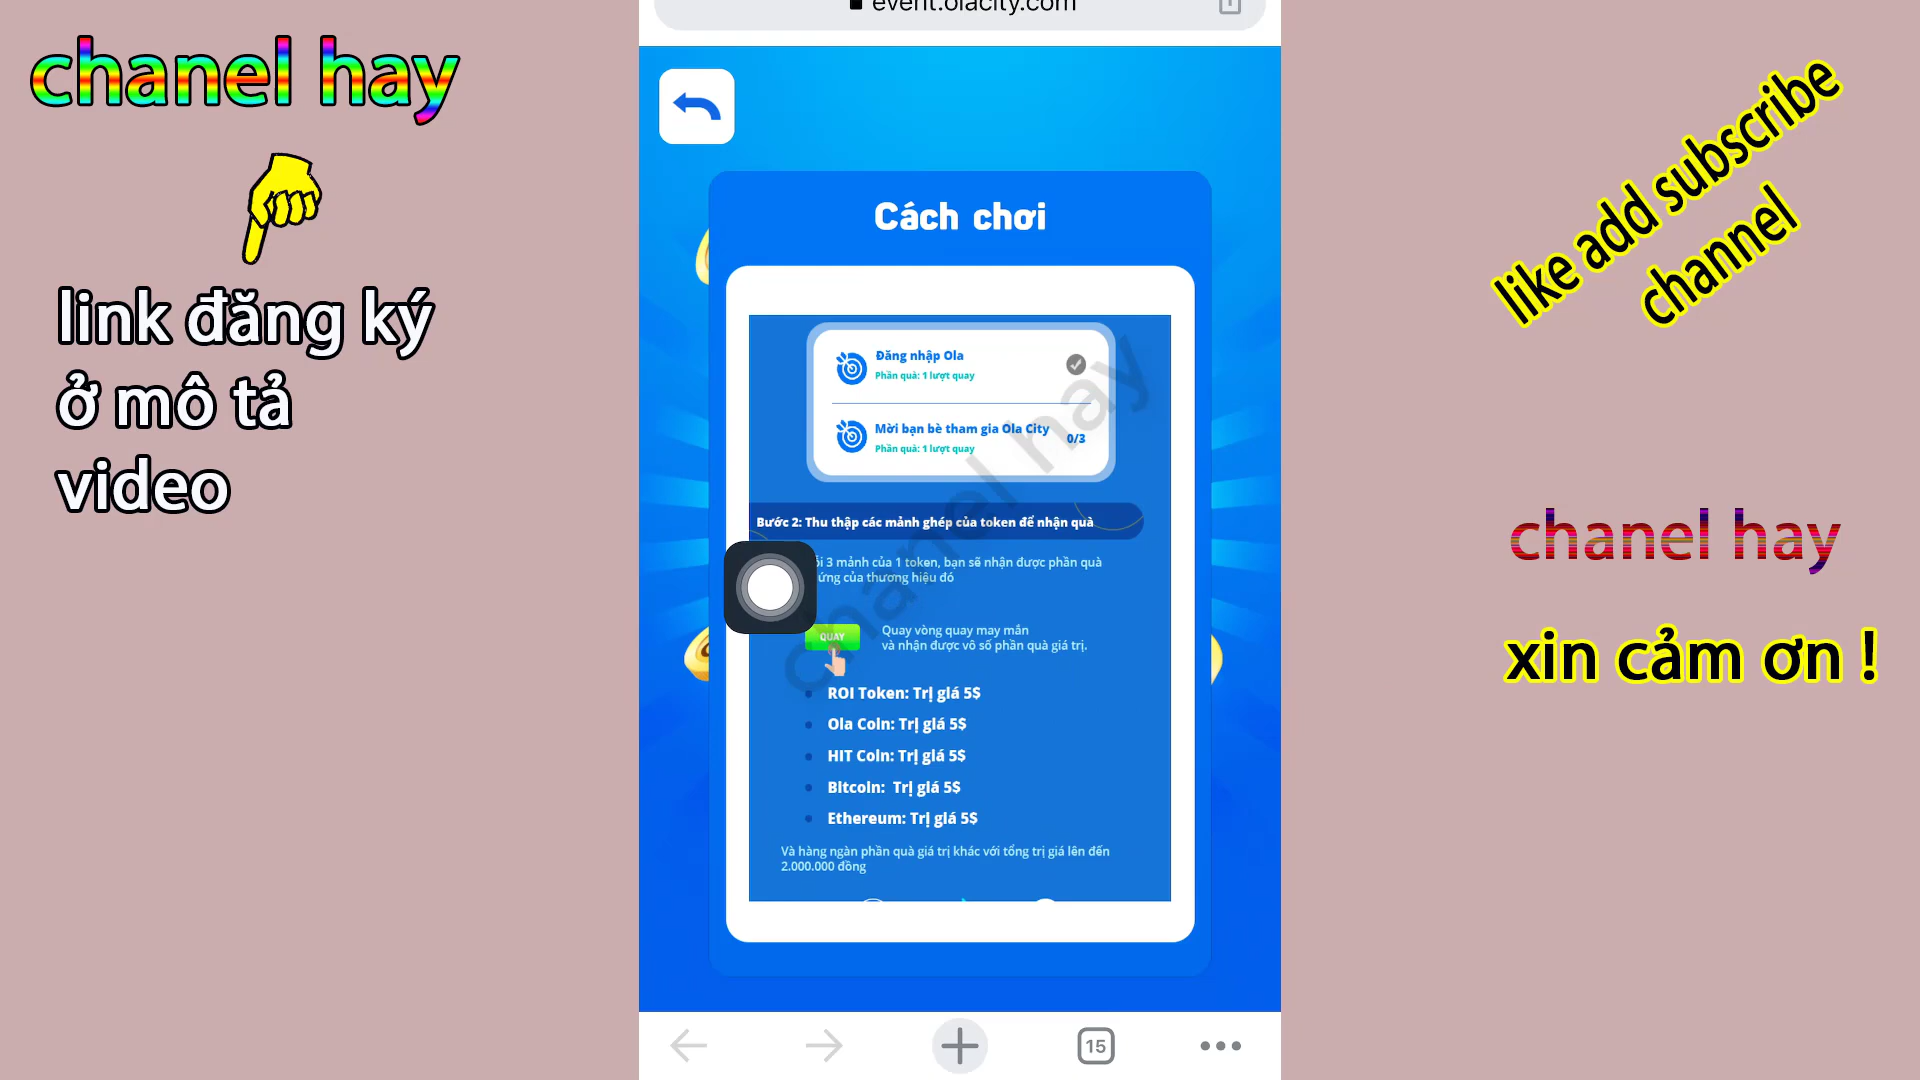 chanel hay
link đăng ký
ở mô tả
video
event.olacity.com
Cách chơi
Đăng nhập Ola
Phần quà: 1 lượt quay
Mời bạn bè tham gia Ola City
0/3
Phần quà: 1 lượt quay
Bước 2: Thu thập các mảnh ghép của token để nhận quà
3 mảnh của 1 token, bạn sẽ nhận được phần quà
ứng của thương hiệu đó
QUAY
Quay vòng quay may mắn
và nhận được vô số phần quà giá trị.
ROI Token: Trị giá 5$
Ola Coin: Trị giá 5$
HIT Coin: Trị giá 5$
Bitcoin: Trị giá 5$
Ethereum: Trị giá 5$
Và hàng ngàn phần quà giá trị khác với tổng trị giá lên đến
2.000.000 đồng
chanel hay
15
like add subscribe
channel
chanel hay
xin cảm ơn !